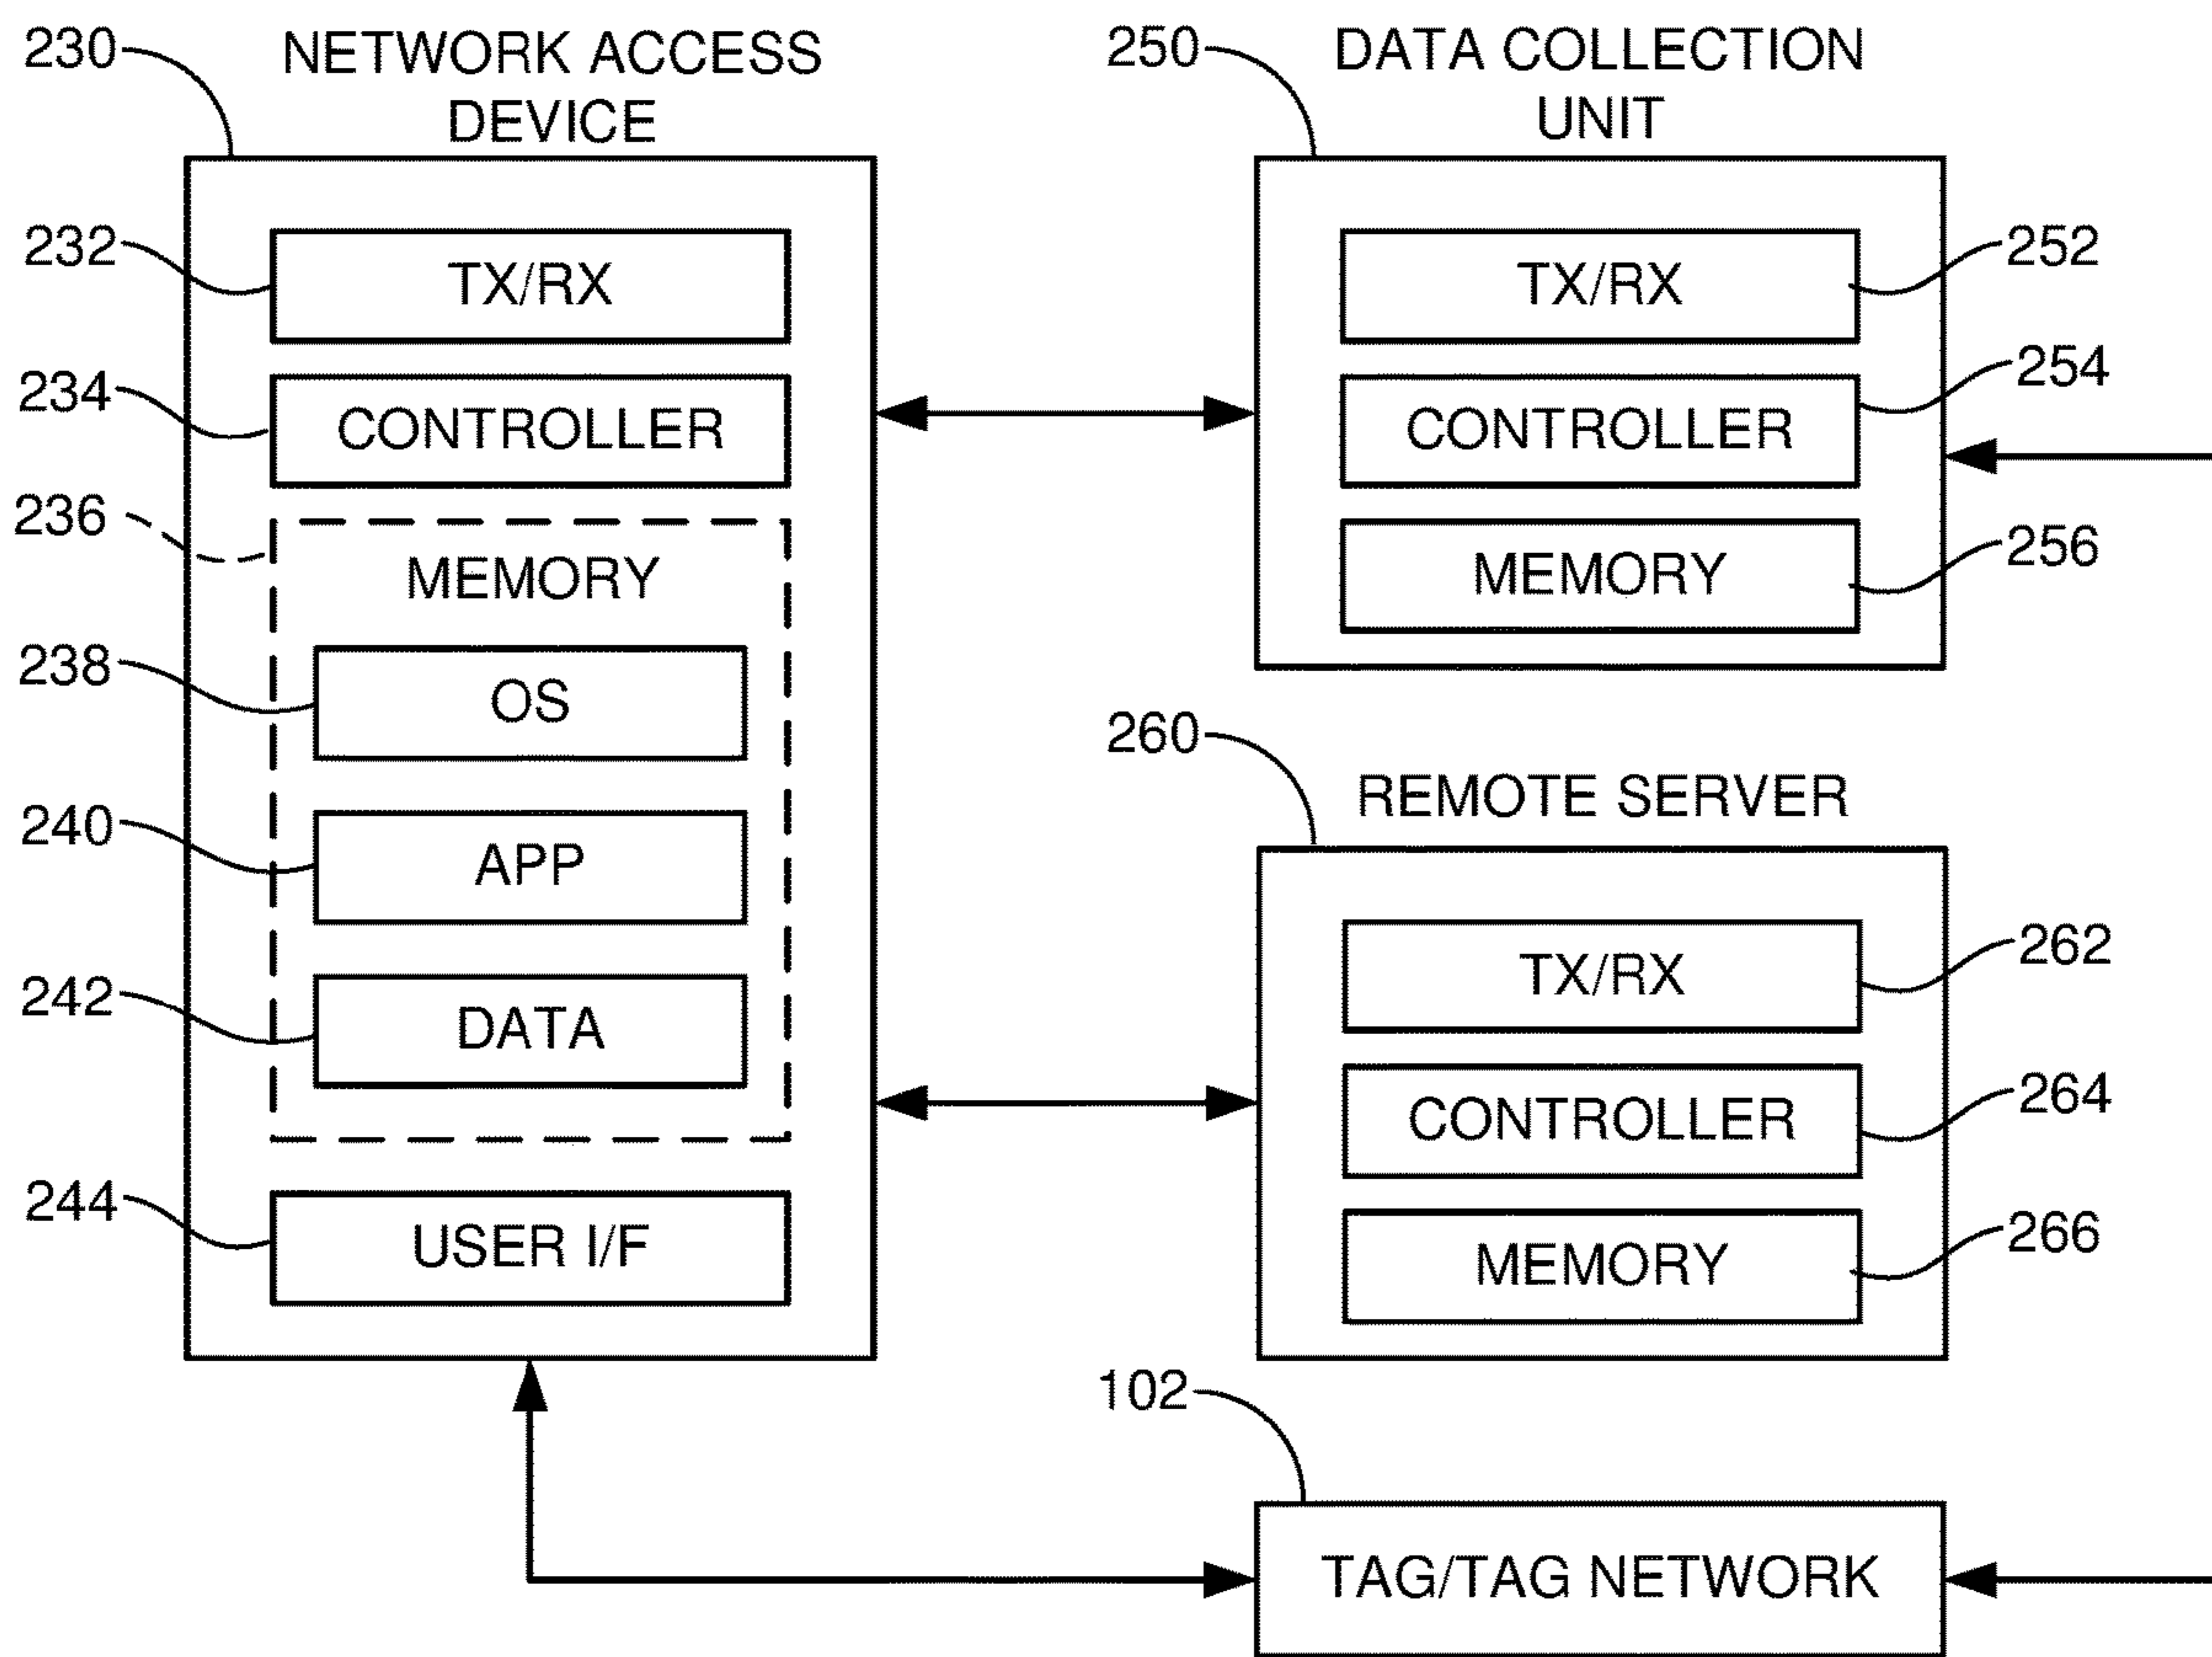 230
NETWORK ACCESS
DEVICE
232
TX/RX
234
CONTROLLER
236
MEMORY
238
OS
240
APP
242
DATA
244
USER I/F
250
DATA COLLECTION
UNIT
TX/RX
252
CONTROLLER
254
MEMORY
256
260
REMOTE SERVER
TX/RX
262
CONTROLLER
264
MEMORY
266
102
TAG/TAG NETWORK